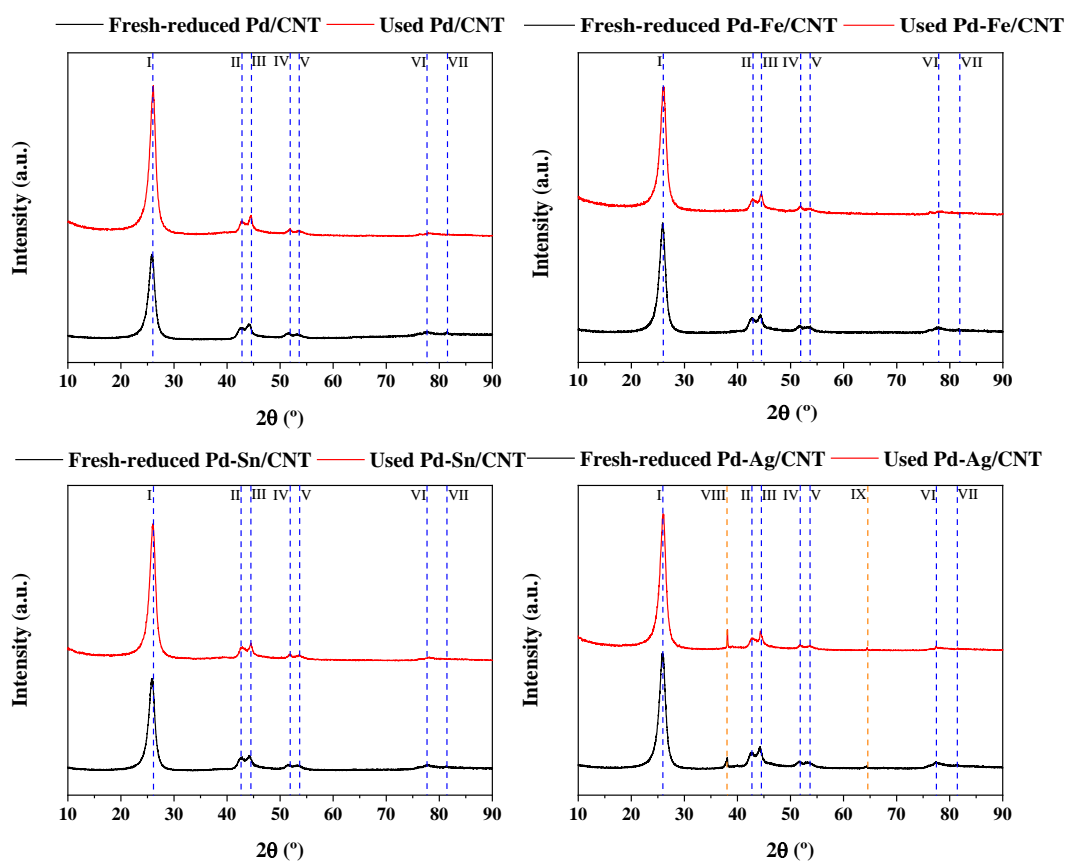 Fresh-reduced Pd/CNT Used Pd/CNT
I II III IV V VI VII
Intensity (a.u.)
10 20 30 40 50 60 70 80 90
2θ (º)
Fresh-reduced Pd-Fe/CNT Used Pd-Fe/CNT
I II III IV V VI VII
Intensity (a.u.)
10 20 30 40 50 60 70 80 90
2θ (º)
Fresh-reduced Pd-Sn/CNT Used Pd-Sn/CNT
I II III IV V VI VII
Intensity (a.u.)
10 20 30 40 50 60 70 80 90
2θ (º)
Fresh-reduced Pd-Ag/CNT Used Pd-Ag/CNT
I VIII II III IV V IX VI VII
Intensity (a.u.)
10 20 30 40 50 60 70 80 90
2θ (º)